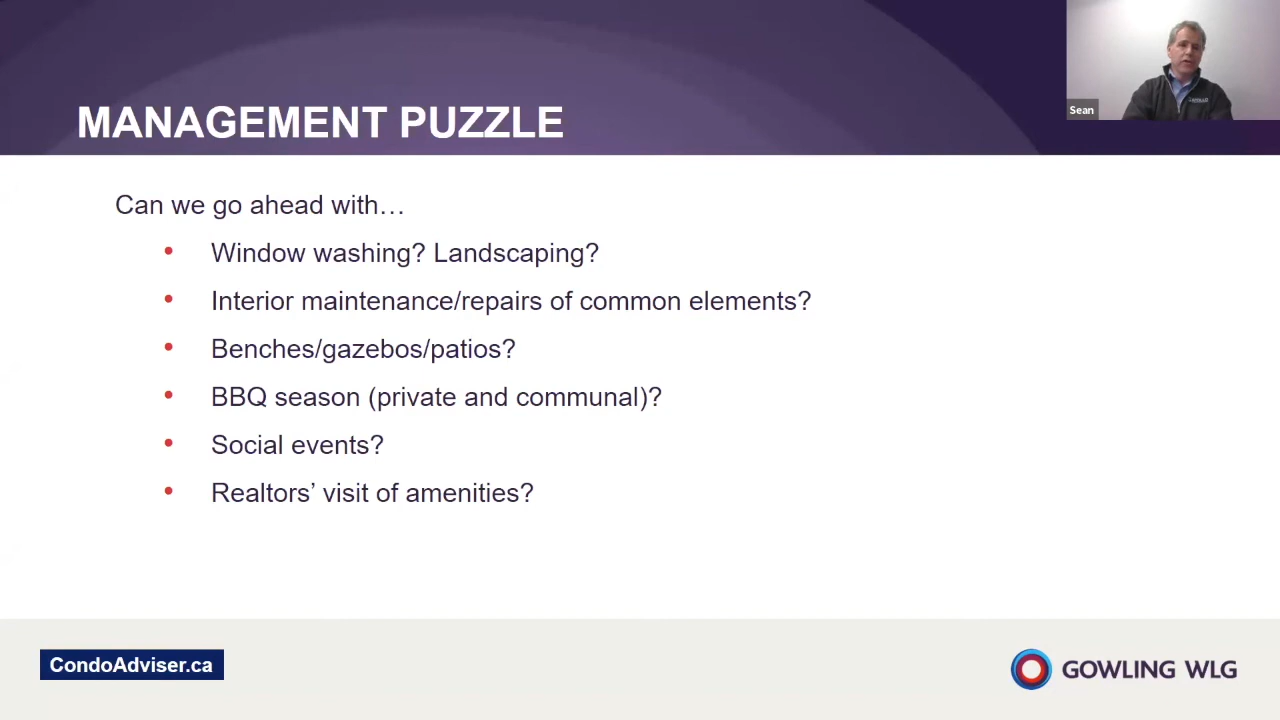 Sean
MANAGEMENT PUZZLE
Can we go ahead with…
• Window washing? Landscaping?
• Interior maintenance/repairs of common elements?
• Benches/gazebos/patios?
• BBQ season (private and communal)?
• Social events?
• Realtors’ visit of amenities?
CondoAdviser.ca
GOWLING WLG